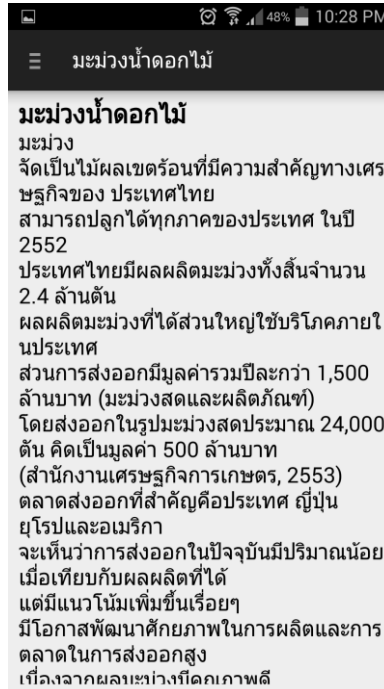 48% 10:28 PM
มะม่วงน้ำดอกไม้
มะม่วงน้ำดอกไม้
มะม่วง
จัดเป็นไม้ผลเขตร้อนที่มีความสำคัญทางเศร
ษฐกิจของ ประเทศไทย
สามารถปลูกได้ทุกภาคของประเทศ ในปี
2552
ประเทศไทยมีผลผลิตมะม่วงทั้งสิ้นจำนวน
2.4 ล้านตัน
ผลผลิตมะม่วงที่ได้ส่วนใหญ่ใช้บริโภคภายใ
นประเทศ
ส่วนการส่งออกมีมูลค่ารวมปีละกว่า 1,500
ล้านบาท (มะม่วงสดและผลิตภัณฑ์)
โดยส่งออกในรูปมะม่วงสดประมาณ 24,000
ตัน คิดเป็นมูลค่า 500 ล้านบาท
(สำนักงานเศรษฐกิจการเกษตร, 2553)
ตลาดส่งออกที่สำคัญคือประเทศ ญี่ปุ่น
ยุโรปและอเมริกา
จะเห็นว่าการส่งออกในปัจจุบันมีปริมาณน้อย
เมื่อเทียบกับผลผลิตที่ได้
แต่มีแนวโน้มเพิ่มขึ้นเรื่อยๆ
มีโอกาสพัฒนาศักยภาพในการผลิตและการ
ตลาดในการส่งออกสูง
เนื่องจากผลมะม่วงมีคุณภาพดี